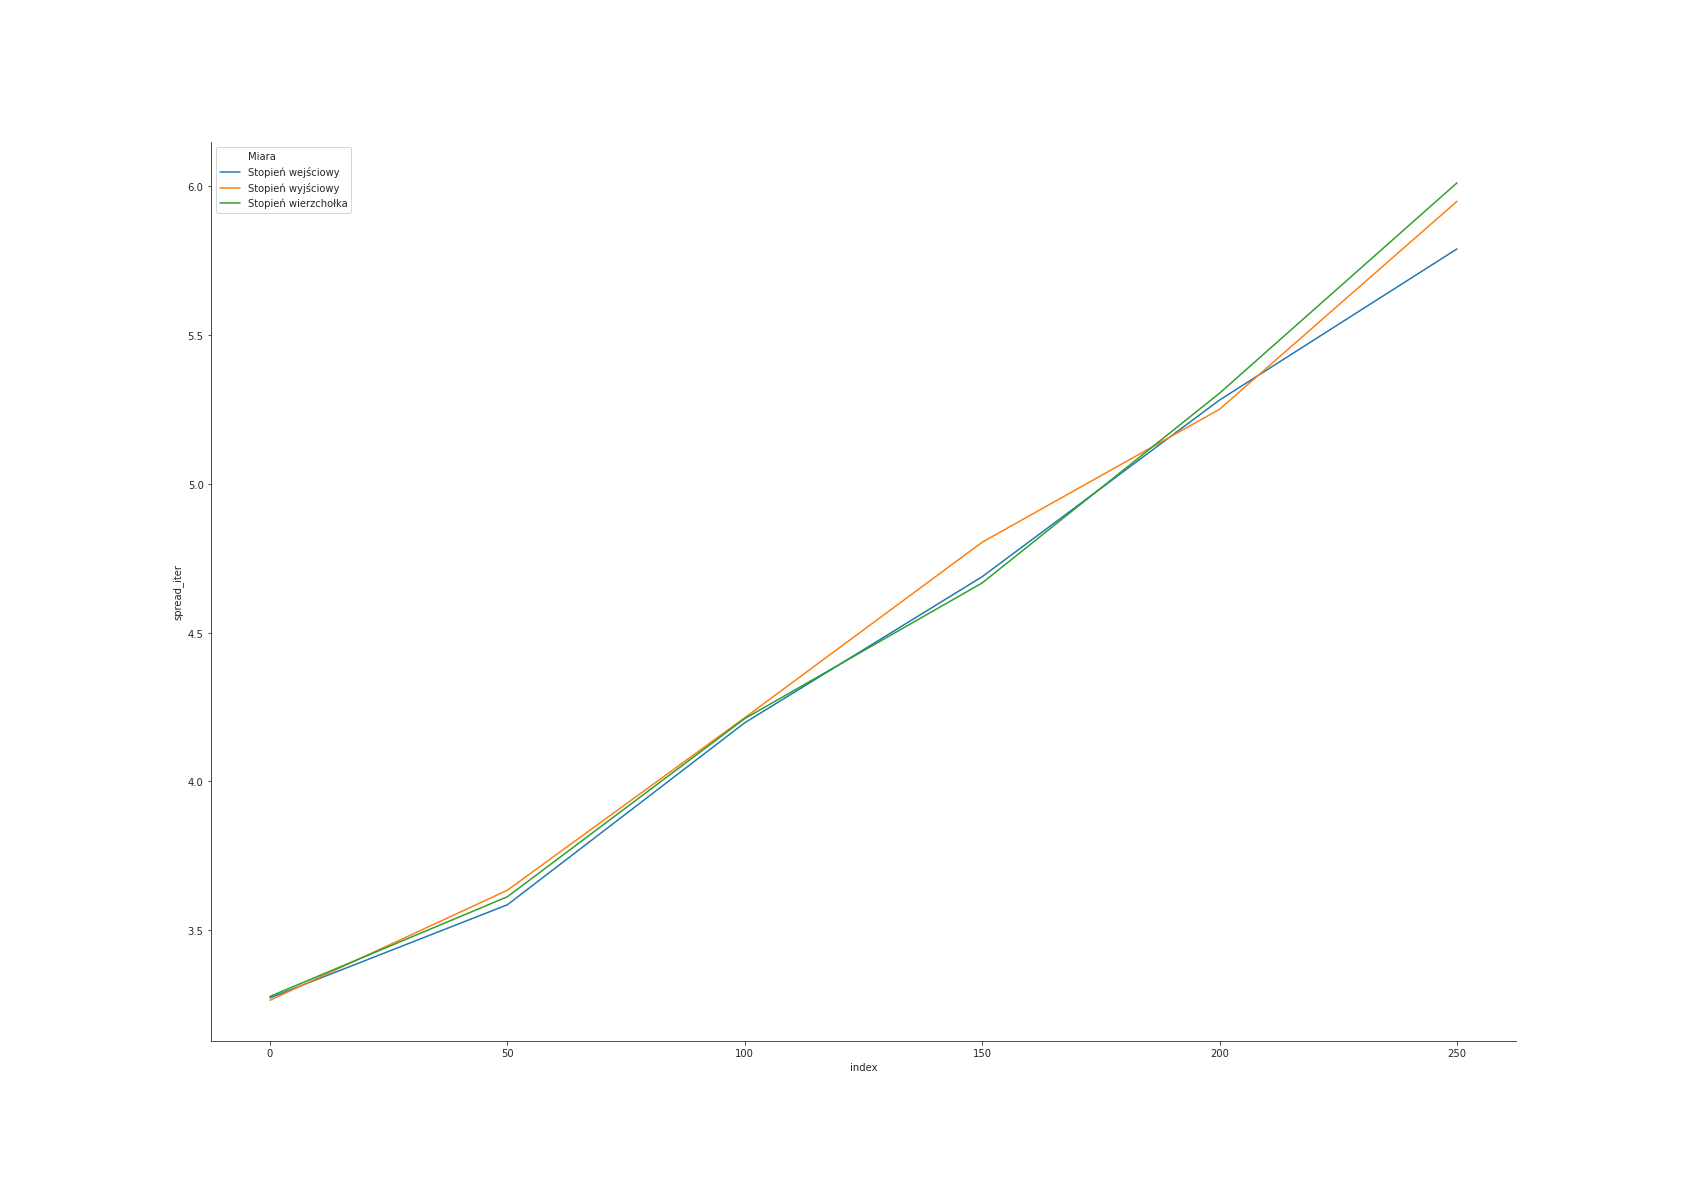 Miara
Stopień wejściowy
Stopień wyjściowy
Stopień wierzchołka
6.0
5.5
5.0
4.5
4.0
3.5
spread_iter
0 50 100 150 200 250
index